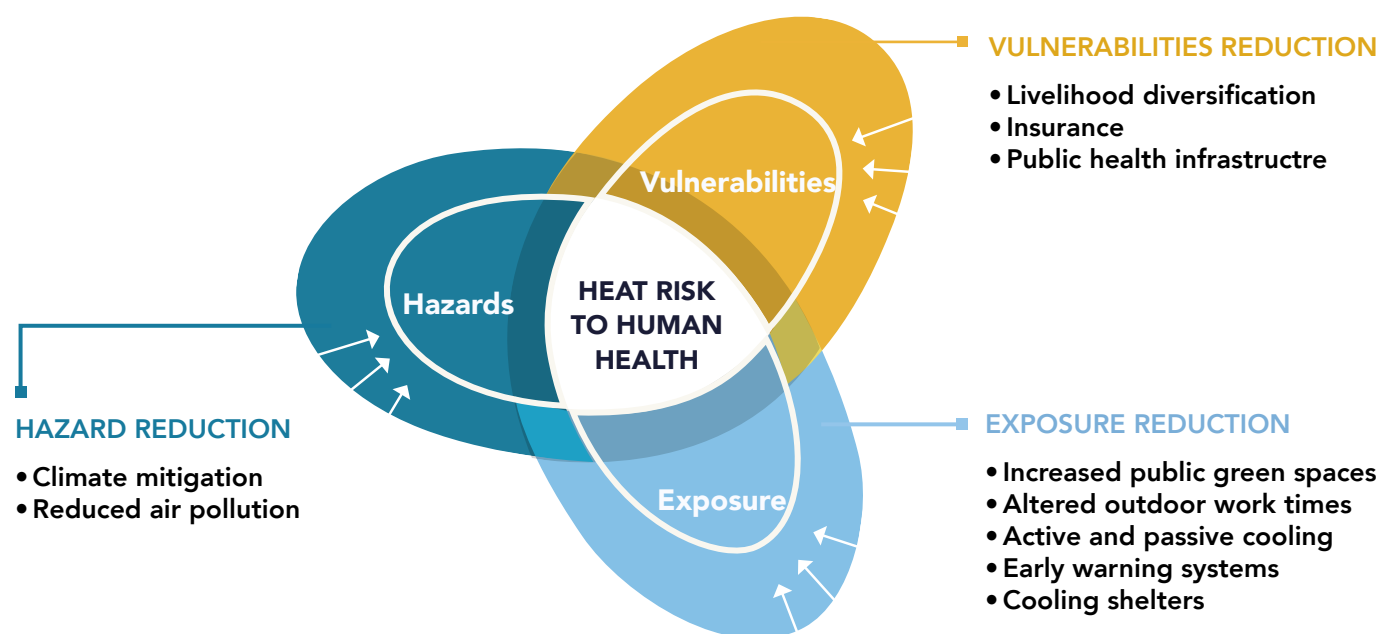 VULNERABILITIES REDUCTION
• Livelihood diversification
• Insurance
• Public health infrastructre
Vulnerabilities
Hazards
HEAT RISK
TO HUMAN
HEALTH
Exposure
HAZARD REDUCTION
• Climate mitigation
• Reduced air pollution
EXPOSURE REDUCTION
• Increased public green spaces
• Altered outdoor work times
• Active and passive cooling
• Early warning systems
• Cooling shelters